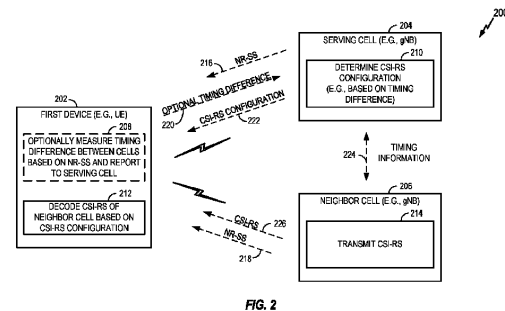 200
204
SERVING CELL (E.G., gNB)
210
DETERMINE CSI-RS
CONFIGURATION
(E.G., BASED ON TIMING
DIFFERENCE)
216
NR-SS
OPTIONAL TIMING DIFFERENCE
220
CSI-RS CONFIGURATION
222
202
FIRST DEVICE (E.G., UE)
208
OPTIONALLY MEASURE TIMING
DIFFERENCE BETWEEN CELLS
BASED ON NR-SS AND REPORT
TO SERVING CELL
212
DECODE CSI-RS OF
NEIGHBOR CELL BASED ON
CSI-RS CONFIGURATION
224
TIMING
INFORMATION
206
NEIGHBOR CELL (E.G., gNB)
214
TRANSMIT CSI-RS
CSI-RS
226
NR-SS
218
FIG. 2